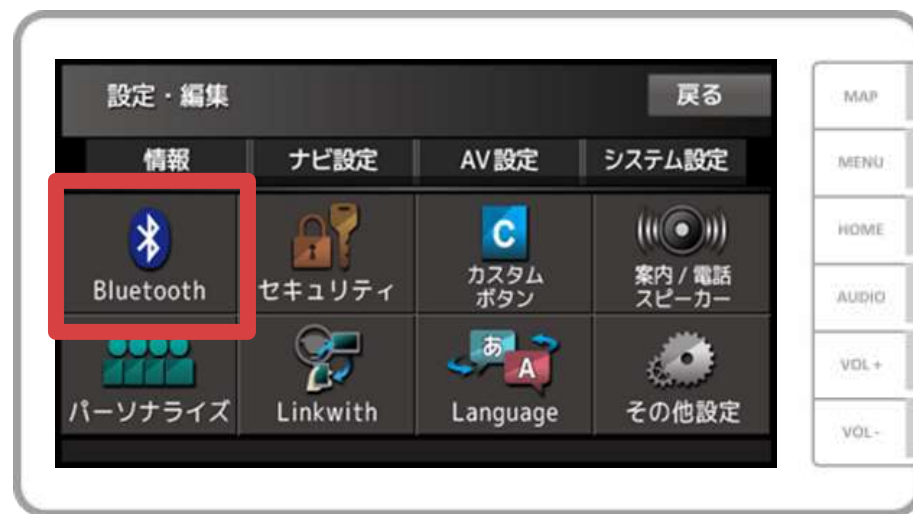 設定・編集
戻る
情報
ナビ設定
AV設定
システム設定
Bluetooth
セキュリティ
C
カスタム
ボタン
案内/電話
スピーカー
パーソナライズ
Linkwith
あ
A
Language
その他設定
MAP
MENU
HOME
AUDIO
VOL+
VOL-